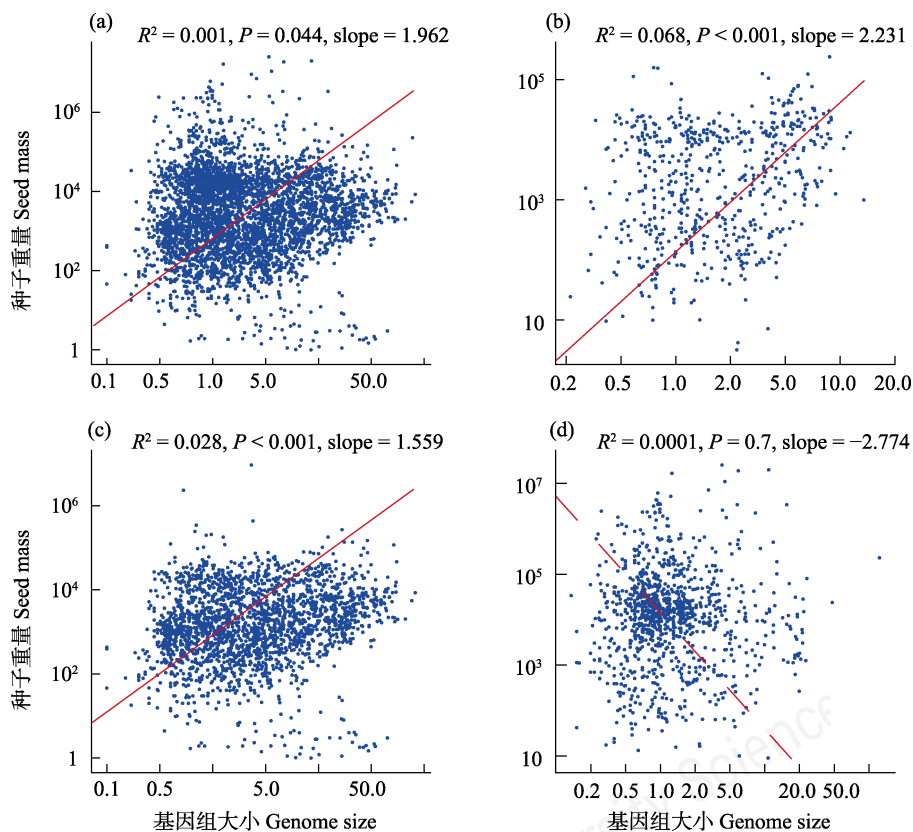 (a)
R² = 0.001, P = 0.044, slope = 1.962
10⁶
10⁴
10²
1
种子重量 Seed mass
0.1 0.5 1.0 5.0 50.0
(b)
R² = 0.068, P < 0.001, slope = 2.231
10⁵
10³
10
0.2 0.5 1.0 2.0 5.0 10.0 20.0
(c)
R² = 0.028, P < 0.001, slope = 1.559
10⁶
10⁴
10²
1
种子重量 Seed mass
0.1 0.5 1.0 5.0 50.0
基因组大小 Genome size
(d)
R² = 0.0001, P = 0.7, slope = −2.774
10⁷
10⁵
10³
10
0.2 0.5 1.0 2.0 5.0 20.0 50.0
基因组大小 Genome size